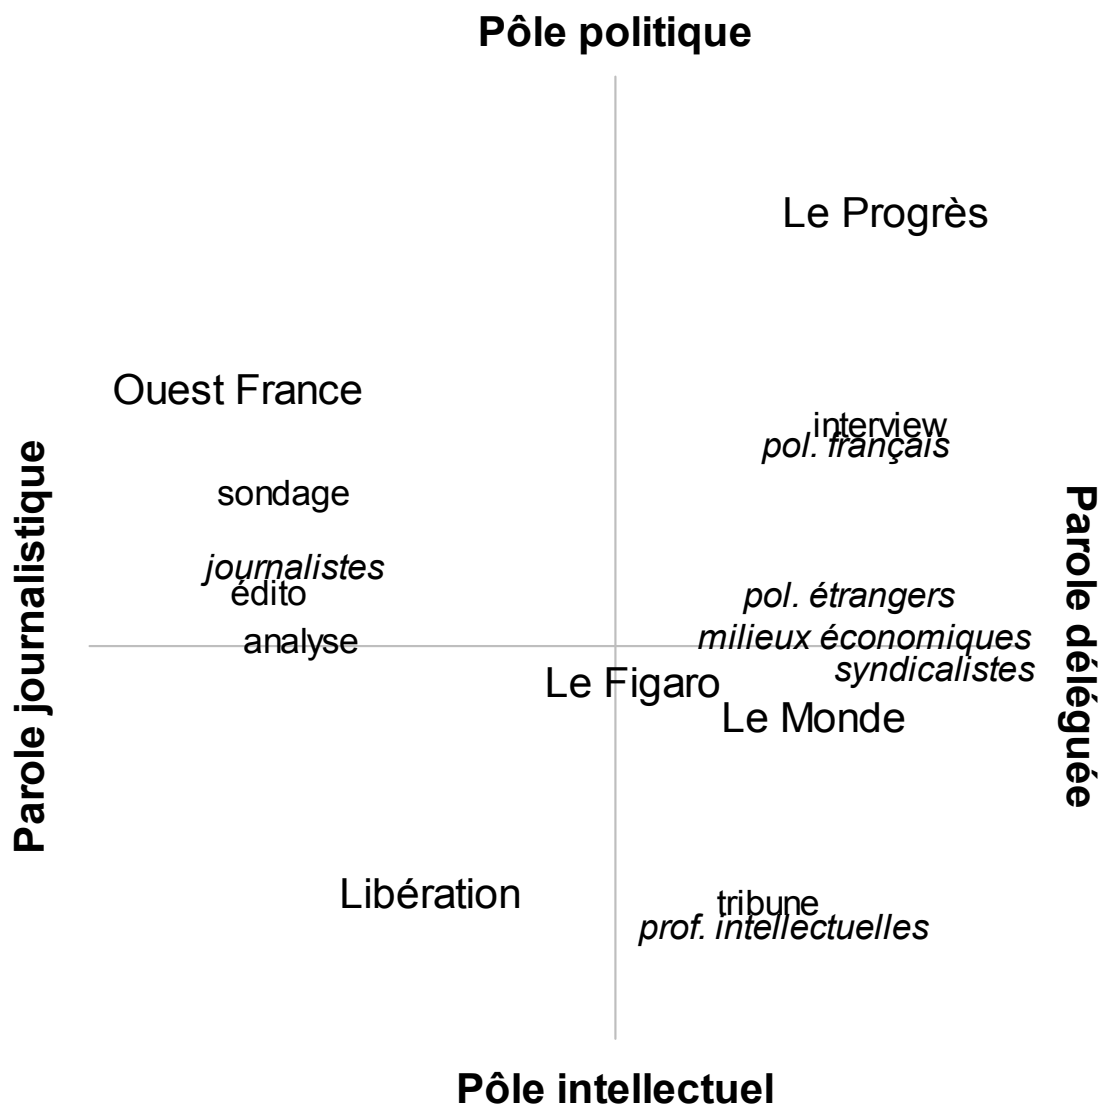 Pôle politique
Le Progrès
Ouest France
interview
pol. français
sondage
journalistes
édito
pol. étrangers
analyse
milieux économiques
syndicalistes
Le Figaro
Le Monde
Parole journalistique
Parole déléguée
Libération
tribune
prof. intellectuelles
Pôle intellectuel